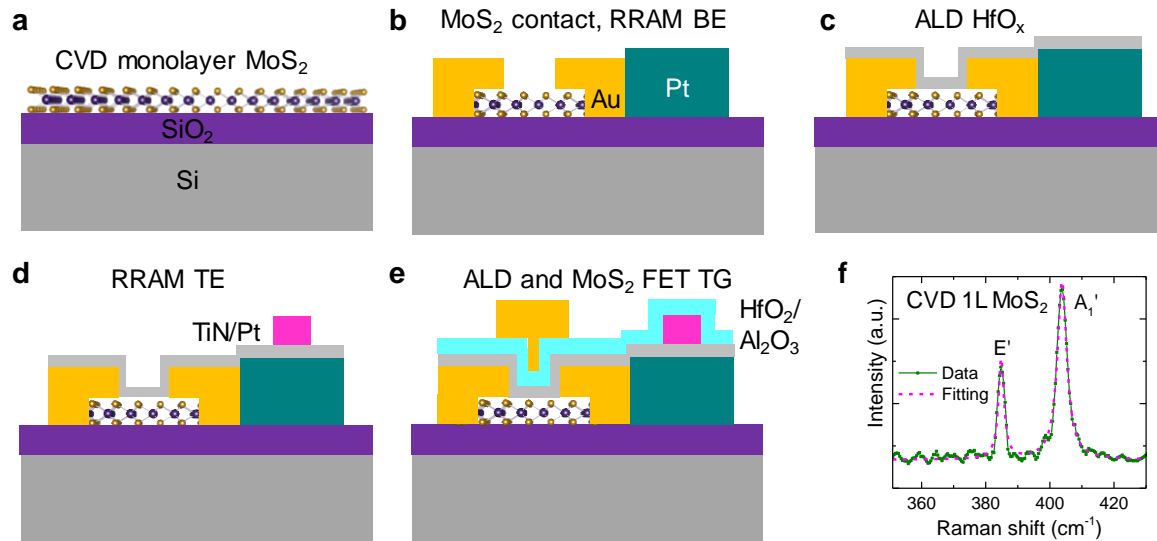 a
CVD monolayer MoS₂
SiO₂
Si
b
MoS₂ contact, RRAM BE
Au
Pt
c
ALD HfOₓ
d
RRAM TE
TiN/Pt
e
ALD and MoS₂ FET TG
HfO₂/
Al₂O₃
f
CVD 1L MoS₂
A₁'
E'
Data
Fitting
Intensity (a.u.)
360 380 400 420
Raman shift (cm⁻¹)